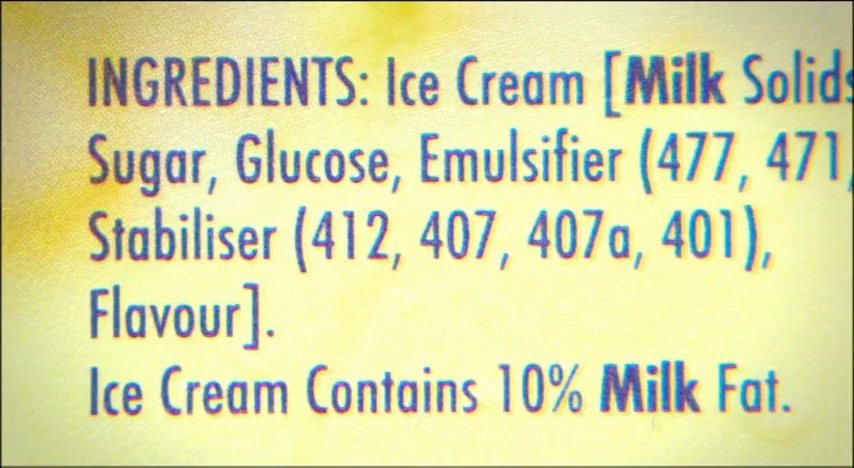 INGREDIENTS: Ice Cream [Milk Solids
Sugar, Glucose, Emulsifier (477, 471,
Stabiliser (412, 407, 407a, 401),
Flavour].
Ice Cream Contains 10% Milk Fat.